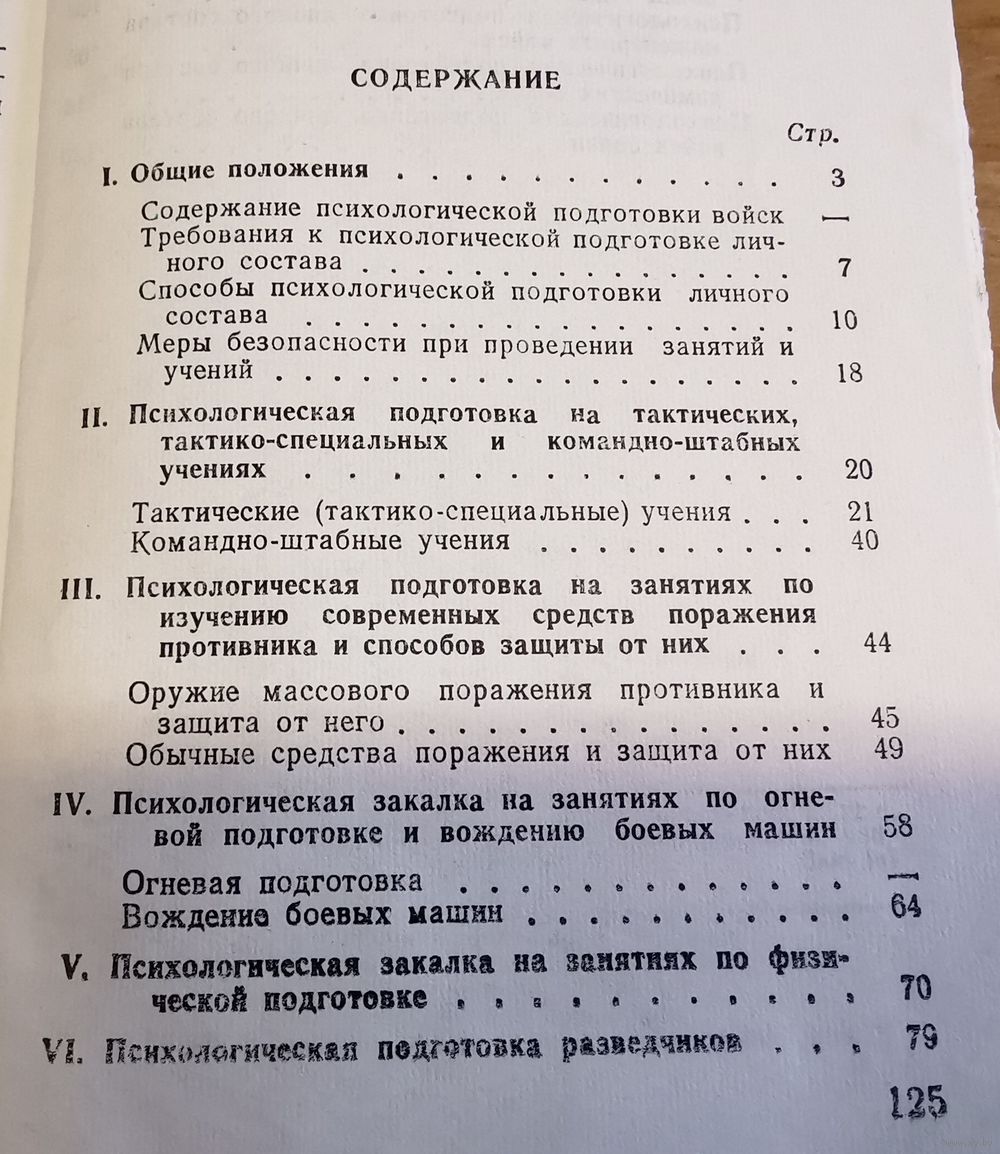 СОДЕРЖАНИЕ
Стр.
I. Общие положения . . . . . . . . . . . . 3
Содержание психологической подготовки войск —
Требования к психологической подготовке лич-
ного состава . . . . . . . . . . . . . . . . 7
Способы психологической подготовки личного
состава . . . . . . . . . . . . . . . . . . 10
Меры безопасности при проведении занятий и
учений . . . . . . . . . . . . . . . . . . . 18
II. Психологическая подготовка на тактических,
тактико-специальных и командно-штабных
учениях . . . . . . . . . . . . . . . . . 20
Тактические (тактико-специальные) учения . . . 21
Командно-штабные учения . . . . . . . . . . 40
III. Психологическая подготовка на занятиях по
изучению современных средств поражения
противника и способов защиты от них . . . 44
Оружие массового поражения противника и
защита от него . . . . . . . . . . . . . . . . 45
Обычные средства поражения и защита от них 49
IV. Психологическая закалка на занятиях по огне-
вой подготовке и вождению боевых машин 58
Огневая подготовка . . . . . . . . . . . . . —
Вождение боевых машин . . . . . . . . . . . 64
V. Психологическая закалка на занятиях по физи-
ческой подготовке . . . . . . . . . . . 70
VI. Психологическая подготовка разведчиков . . . 79
125